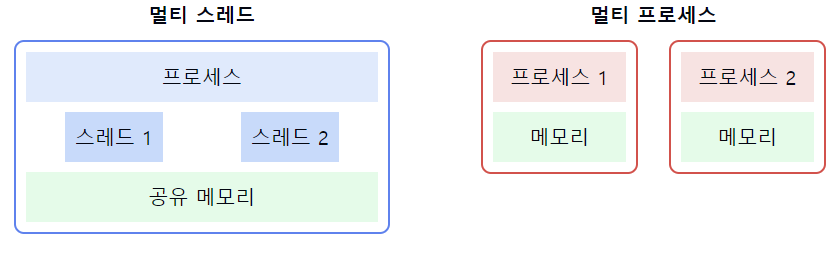 멀티 스레드
프로세스
스레드 1
스레드 2
공유 메모리
멀티 프로세스
프로세스 1
메모리
프로세스 2
메모리